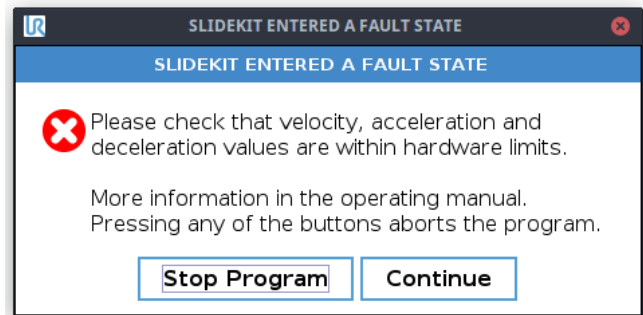 UR
SLIDEKIT ENTERED A FAULT STATE
SLIDEKIT ENTERED A FAULT STATE
Please check that velocity, acceleration and
deceleration values are within hardware limits.
More information in the operating manual.
Pressing any of the buttons aborts the program.
Stop Program
Continue